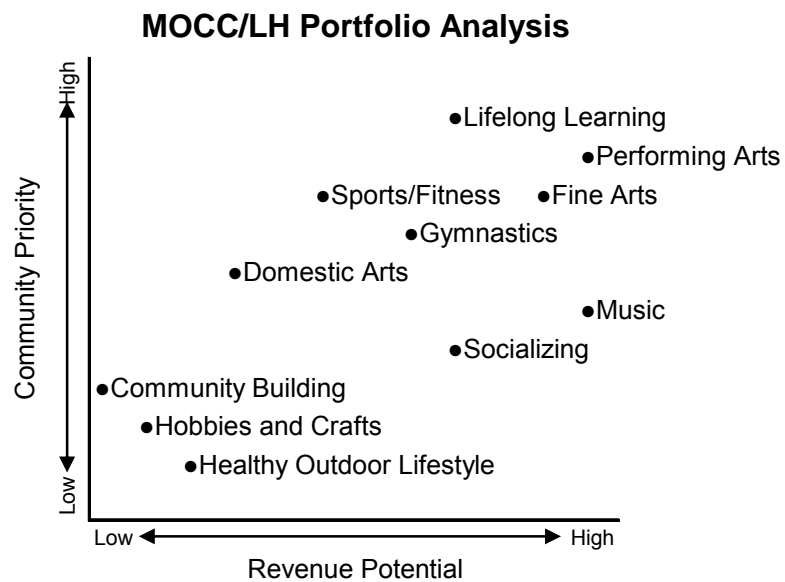 MOCC/LH Portfolio Analysis
High
●Lifelong Learning
●Performing Arts
●Sports/Fitness ●Fine Arts
●Gymnastics
●Domestic Arts
●Music
●Socializing
●Community Building
●Hobbies and Crafts
●Healthy Outdoor Lifestyle
Community Priority
Low
Low High
Revenue Potential